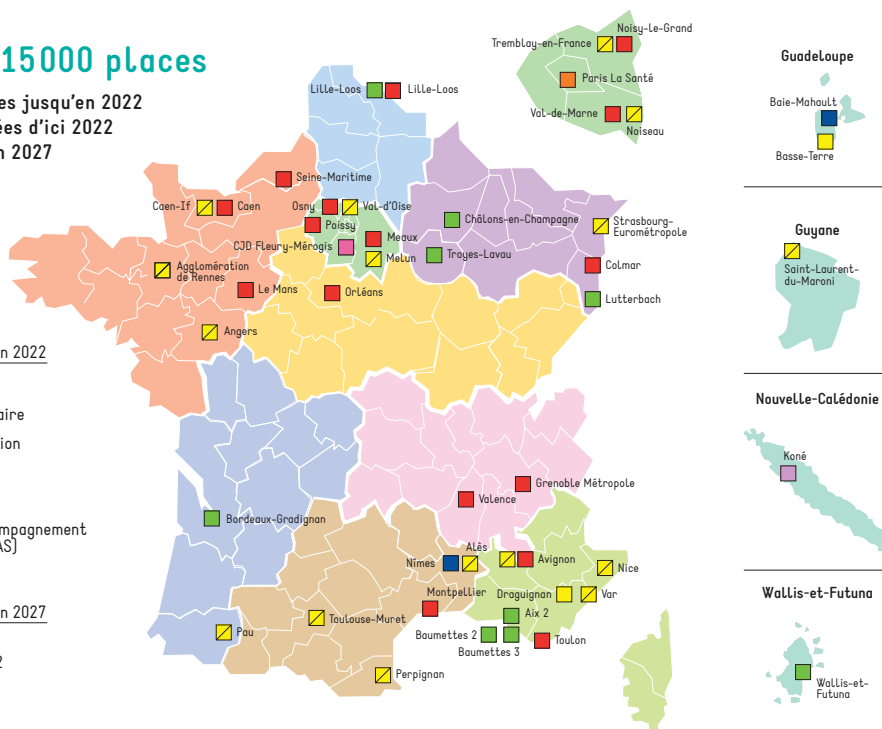 15000 places
es jusqu'en 2022
ées d'ici 2022
n 2027
n 2022
aire
ion
mpagnement
AS)
n 2027
2
Noisy-le-Grand
Tremblay-en-France
Paris La Santé
Val-de-Marne
Noiseau
Lille-Loos
Lille-Loos
Seine-Maritime
Caen-If
Caen
Osny
Val-d'Oise
Poissy
CJD Fleury-Mérogis
Meaux
Melun
Châlons-en-Champagne
Troyes-Lavau
Strasbourg-
Eurométropole
Colmar
Lutterbach
Agglomération
de Rennes
Le Mans
Orléans
Angers
Bordeaux-Gradignan
Grenoble Métropole
Valence
Alès
Nîmes
Avignon
Nice
Montpellier
Draguignan
Var
Aix 2
Toulouse-Muret
Baumettes 2
Toulon
Baumettes 3
Pau
Perpignan
Guadeloupe
Baie-Mahault
Basse-Terre
Guyane
Saint-Laurent-
du-Maroni
Nouvelle-Calédonie
Koné
Wallis-et-Futuna
Wallis-et-
Futuna